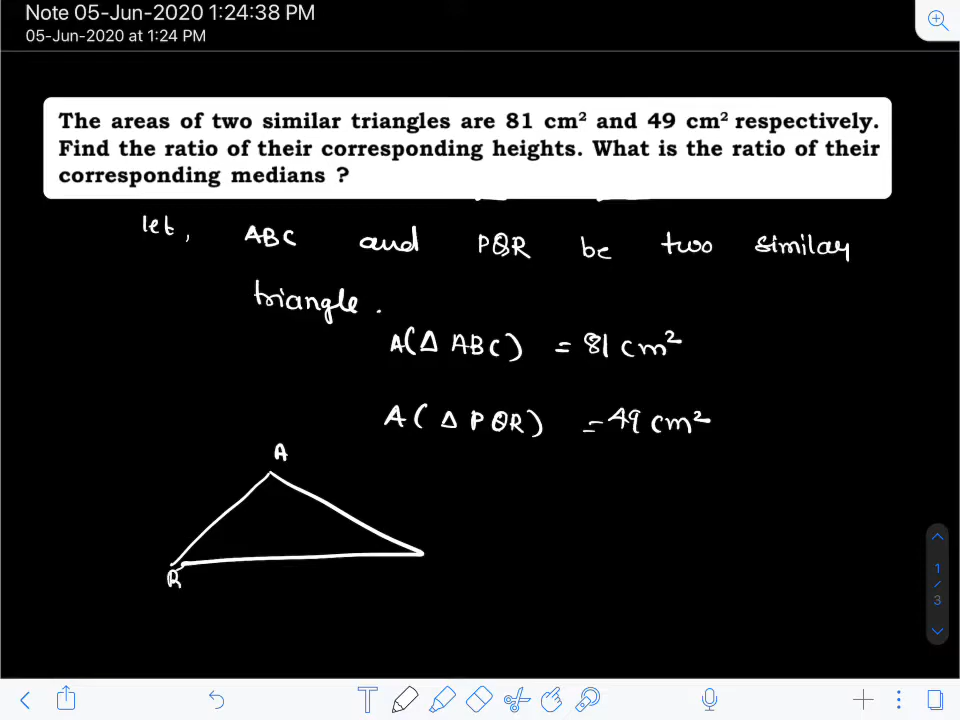 Note 05-Jun-2020 1:24:38 PM
05-Jun-2020 at 1:24 PM
The areas of two similar triangles are 81 cm² and 49 cm² respectively.
Find the ratio of their corresponding heights. What is the ratio of their
corresponding medians ?
let, ABC and PQR be two similay
triangle.
A(Δ ABC) = 81 cm²
A(Δ PQR) = 49 cm²
A
R
1
/
3
T